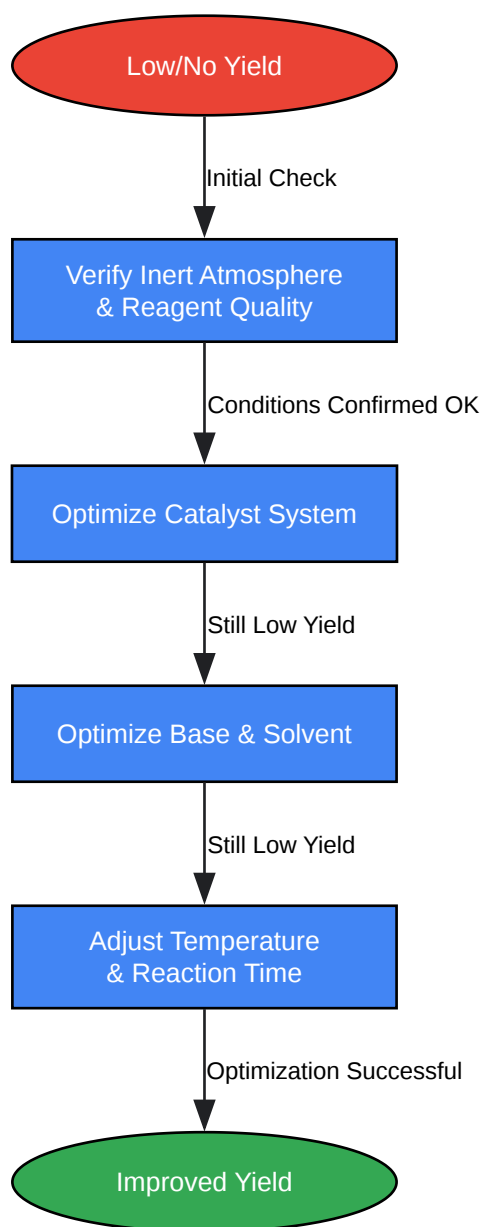 Low/No Yield
Initial Check
Verify Inert Atmosphere
& Reagent Quality
Conditions Confirmed OK
Optimize Catalyst System
Still Low Yield
Optimize Base & Solvent
Still Low Yield
Adjust Temperature
& Reaction Time
Optimization Successful
Improved Yield